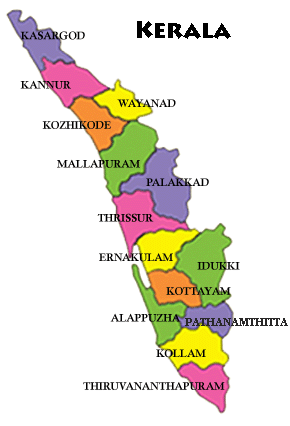 KERALA
KASARGOD
KANNUR
WAYANAD
KOZHIKODE
MALLAPURAM
PALAKKAD
THRISSUR
ERNAKULAM
IDUKKI
KOTTAYAM
ALAPPUZHA
PATHANAMTHITTA
KOLLAM
THIRUVANANTHAPURAM